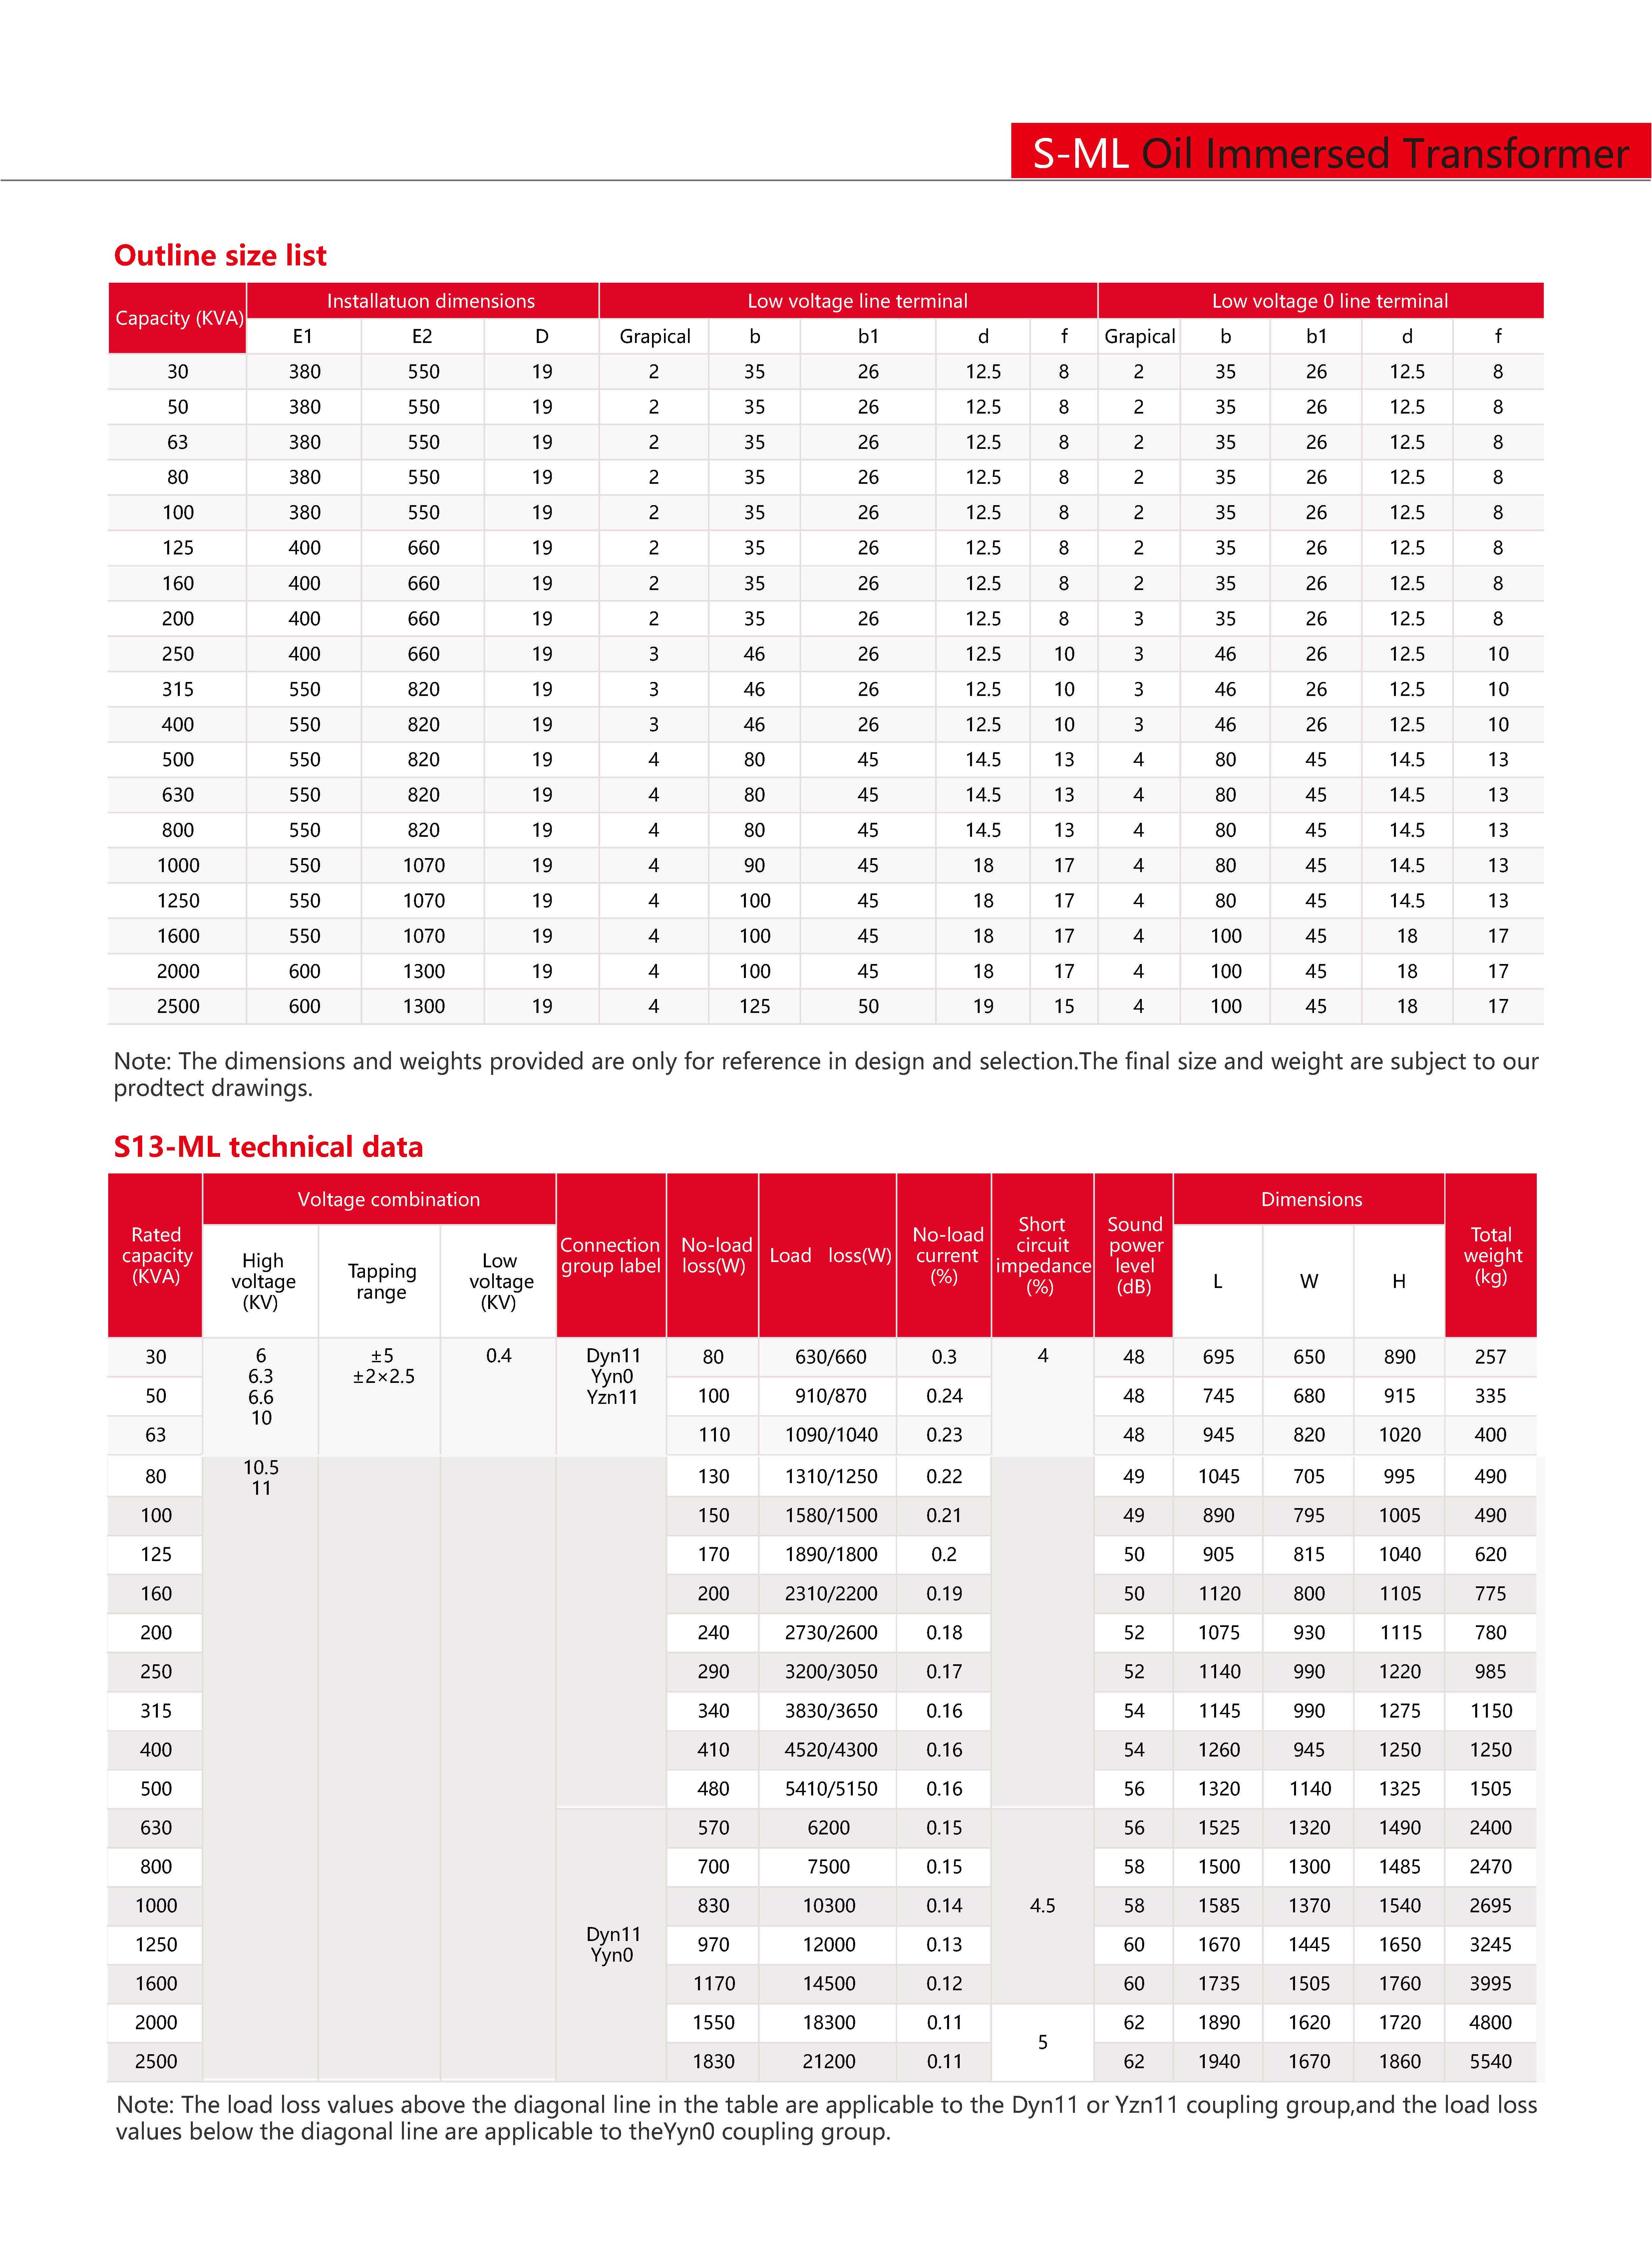 S-ML Oil Immersed Transformer
Outline size list
Capacity (KVA) Installatuon dimensions Low voltage line terminal Low voltage 0 line terminal
E1 E2 D Grapical b b1 d f Grapical b b1 d f
30 380 550 19 2 35 26 12.5 8 2 35 26 12.5 8
50 380 550 19 2 35 26 12.5 8 2 35 26 12.5 8
63 380 550 19 2 35 26 12.5 8 2 35 26 12.5 8
80 380 550 19 2 35 26 12.5 8 2 35 26 12.5 8
100 380 550 19 2 35 26 12.5 8 2 35 26 12.5 8
125 400 660 19 2 35 26 12.5 8 2 35 26 12.5 8
160 400 660 19 2 35 26 12.5 8 2 35 26 12.5 8
200 400 660 19 2 35 26 12.5 8 3 35 26 12.5 8
250 400 660 19 3 46 26 12.5 10 3 46 26 12.5 10
315 550 820 19 3 46 26 12.5 10 3 46 26 12.5 10
400 550 820 19 3 46 26 12.5 10 3 46 26 12.5 10
500 550 820 19 4 80 45 14.5 13 4 80 45 14.5 13
630 550 820 19 4 80 45 14.5 13 4 80 45 14.5 13
800 550 820 19 4 80 45 14.5 13 4 80 45 14.5 13
1000 550 1070 19 4 90 45 18 17 4 80 45 14.5 13
1250 550 1070 19 4 100 45 18 17 4 80 45 14.5 13
1600 550 1070 19 4 100 45 18 17 4 100 45 18 17
2000 600 1300 19 4 100 45 18 17 4 100 45 18 17
2500 600 1300 19 4 125 50 19 15 4 100 45 18 17
Note: The dimensions and weights provided are only for reference in design and selection.The final size and weight are subject to our
prodtect drawings.
S13-ML technical data
Rated
capacity
(KVA)
Voltage combination
High
voltage
(KV)
Tapping
range
Low
voltage
(KV)
Connection
group label
No-load
loss(W)
Load loss(W)
No-load
current
(%)
Short
circuit
impedance
(%)
Sound
power
level
(dB)
Dimensions
L W H
Total
weight
(kg)
30 6 ±5 0.4 Dyn11 80 630/660 0.3 4 48 695 650 890 257
6.3 ±2×2.5 Yyn0
50 6.6 Yzn11 100 910/870 0.24 48 745 680 915 335
10
63 110 1090/1040 0.23 48 945 820 1020 400
10.5
80 130 1310/1250 0.22 49 1045 705 995 490
11
100 150 1580/1500 0.21 49 890 795 1005 490
125 170 1890/1800 0.2 50 905 815 1040 620
160 200 2310/2200 0.19 50 1120 800 1105 775
200 240 2730/2600 0.18 52 1075 930 1115 780
250 290 3200/3050 0.17 52 1140 990 1220 985
315 340 3830/3650 0.16 54 1145 990 1275 1150
400 410 4520/4300 0.16 54 1260 945 1250 1250
500 480 5410/5150 0.16 56 1320 1140 1325 1505
630 570 6200 0.15 56 1525 1320 1490 2400
800 700 7500 0.15 58 1500 1300 1485 2470
1000 830 10300 0.14 4.5 58 1585 1370 1540 2695
Dyn11
1250 970 12000 0.13 60 1670 1445 1650 3245
Yyn0
1600 1170 14500 0.12 60 1735 1505 1760 3995
2000 1550 18300 0.11 62 1890 1620 1720 4800
5
2500 1830 21200 0.11 62 1940 1670 1860 5540
Note: The load loss values above the diagonal line in the table are applicable to the Dyn11 or Yzn11 coupling group,and the load loss
values below the diagonal line are applicable to theYyn0 coupling group.